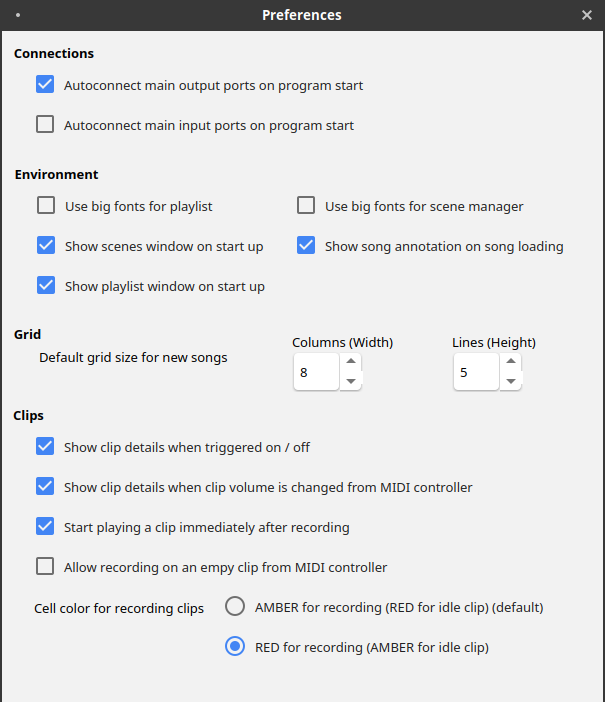 Preferences
Connections
Autoconnect main output ports on program start
Autoconnect main input ports on program start
Environment
Use big fonts for playlist
Use big fonts for scene manager
Show scenes window on start up
Show song annotation on song loading
Show playlist window on start up
Grid
Columns (Width)
Lines (Height)
Default grid size for new songs
8
5
Clips
Show clip details when triggered on / off
Show clip details when clip volume is changed from MIDI controller
Start playing a clip immediately after recording
Allow recording on an empy clip from MIDI controller
Cell color for recording clips
AMBER for recording (RED for idle clip) (default)
RED for recording (AMBER for idle clip)